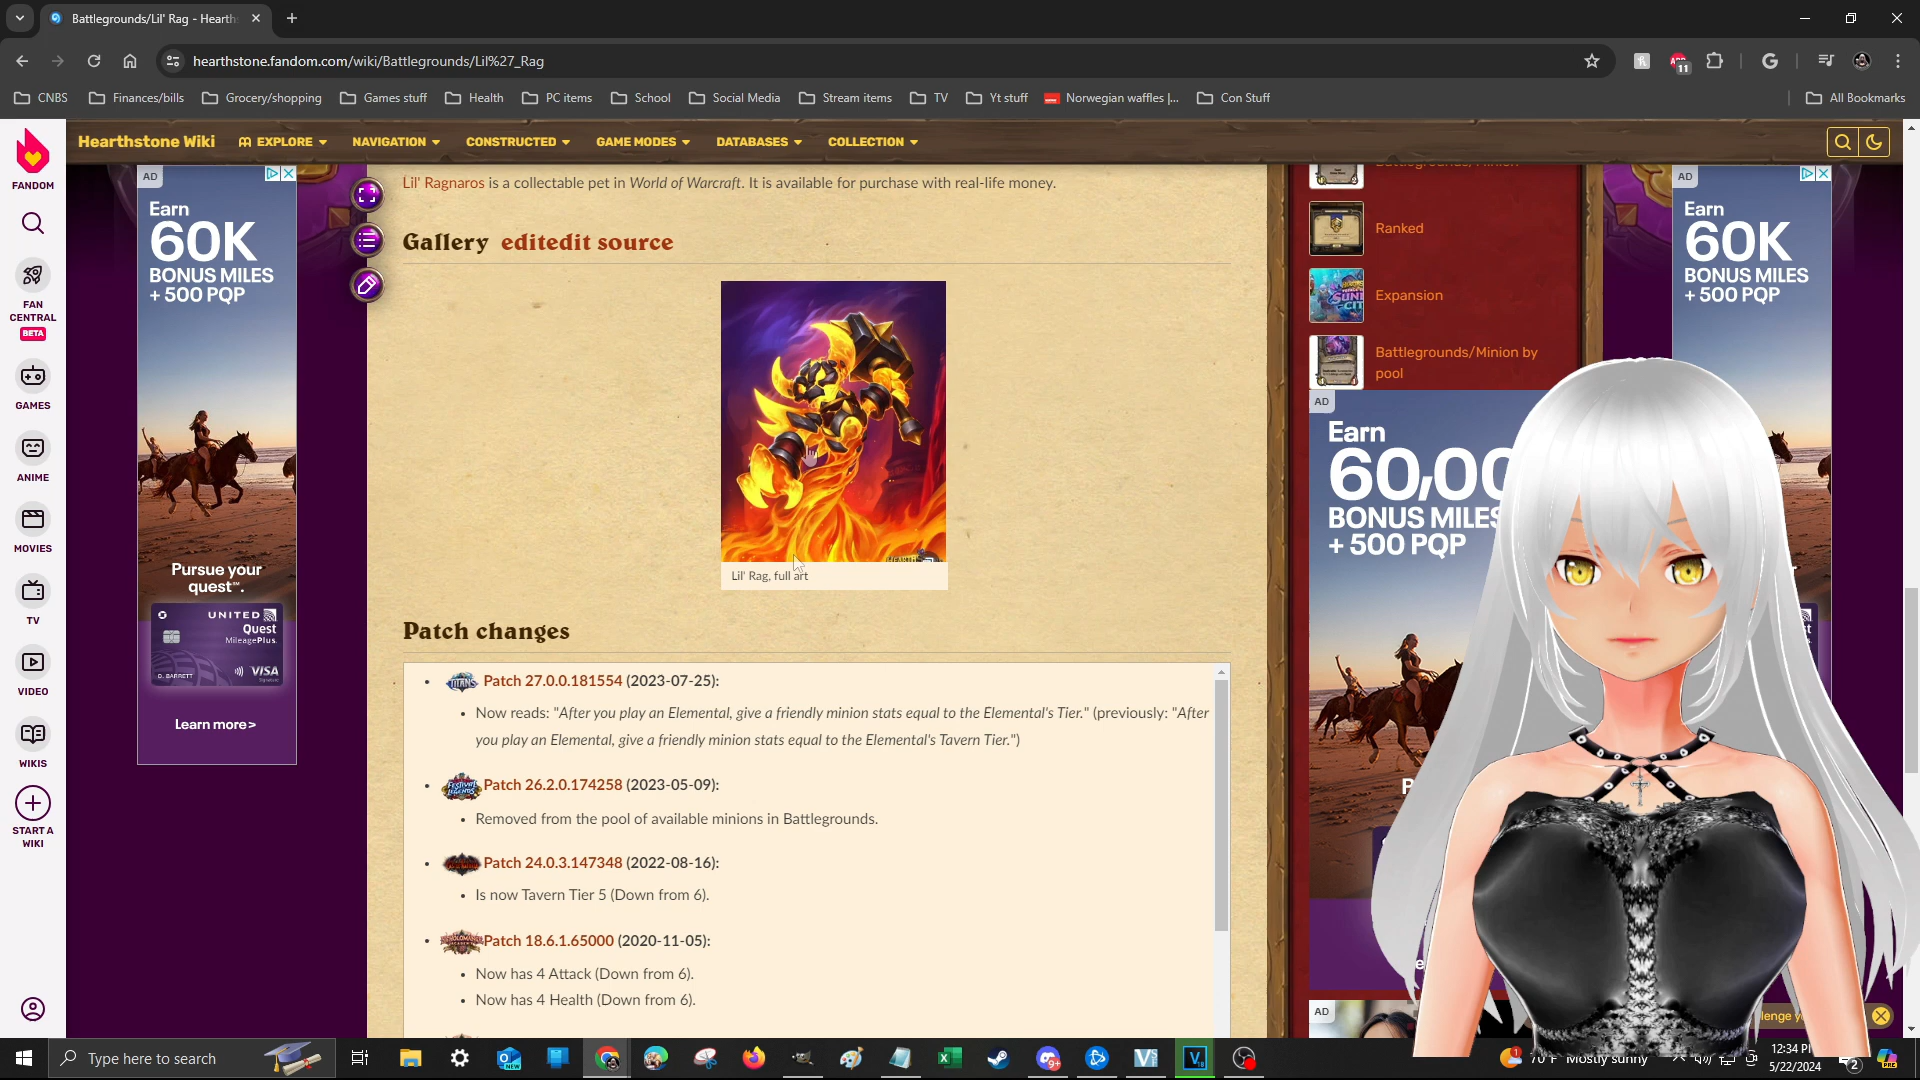 Battlegrounds/Lil' Rag - Hearth
hearthstone.fandom.com/wiki/Battlegrounds/Lil%27_Rag
11
CNBS
Finances/bills
Grocery/shopping
Games stuff
Health
PC items
School
Social Media
Stream items
TV
Yt stuff
Norwegian waffles |...
Con Stuff
All Bookmarks
FANDOM
FAN CENTRAL
BETA
GAMES
ANIME
MOVIES
TV
VIDEO
WIKIS
START A WIKI
Hearthstone Wiki
EXPLORE
NAVIGATION
CONSTRUCTED
GAME MODES
DATABASES
COLLECTION
AD
Earn
60K
BONUS MILES
+ 500 PQP
Pursue your
quest℠.
UNITED
Quest
MileagePlus.
D. BARRETT
VISA
Signature
Learn more>
Lil' Ragnaros is a collectable pet in World of Warcraft. It is available for purchase with real-life money.
Gallery editedit source
Lil' Rag, full art
Patch changes
Patch 27.0.0.181554 (2023-07-25):
Now reads: "After you play an Elemental, give a friendly minion stats equal to the Elemental's Tier." (previously: "After
you play an Elemental, give a friendly minion stats equal to the Elemental's Tavern Tier.")
Patch 26.2.0.174258 (2023-05-09):
Removed from the pool of available minions in Battlegrounds.
Patch 24.0.3.147348 (2022-08-16):
Is now Tavern Tier 5 (Down from 6).
Patch 18.6.1.65000 (2020-11-05):
Now has 4 Attack (Down from 6).
Now has 4 Health (Down from 6).
Ranked
Expansion
Battlegrounds/Minion by
pool
AD
Earn
BONUS MILES
+ 500 PQP
AD
AD
Earn
60K
BONUS MILES
+ 500 PQP
Type here to search
70°F Mostly sunny
12:34 P
5/22/2024
2